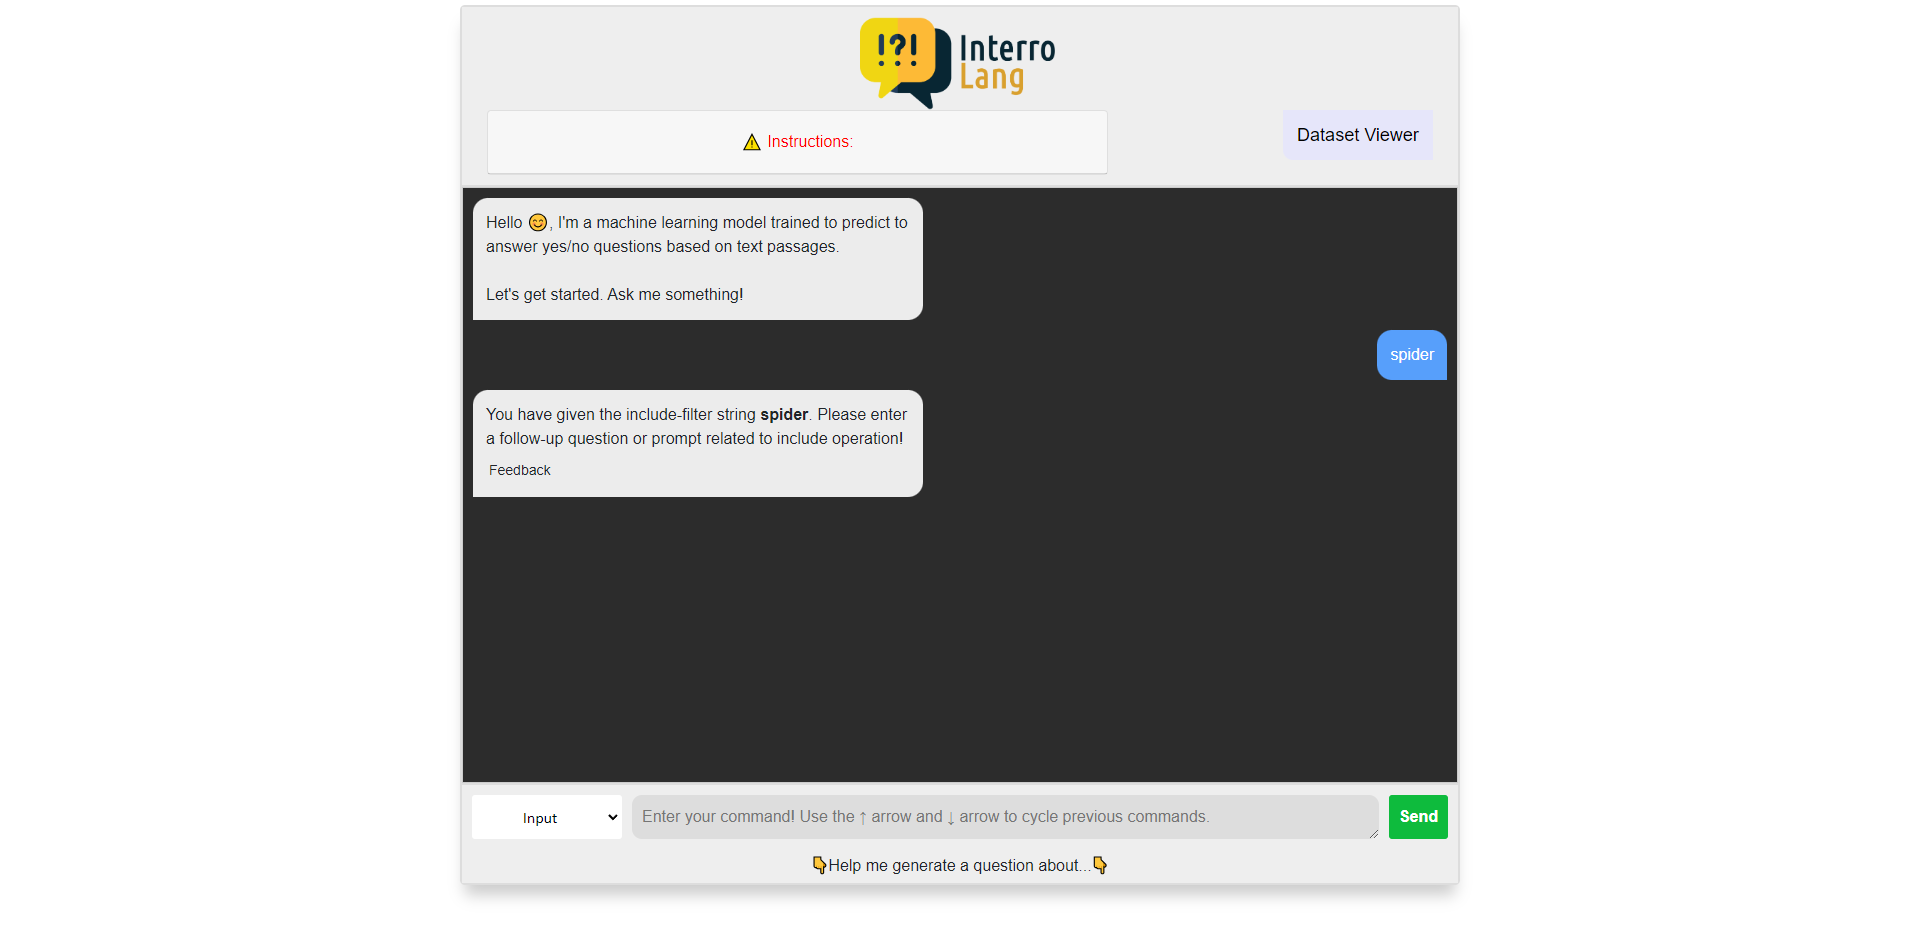 !?!
Interro
Lang
⚠ Instructions:
Dataset Viewer
Hello 😊, I'm a machine learning model trained to predict to
answer yes/no questions based on text passages.
Let's get started. Ask me something!
spider
You have given the include-filter string spider. Please enter
a follow-up question or prompt related to include operation!
Feedback
Input
Enter your command! Use the ↑ arrow and ↓ arrow to cycle previous commands.
Send
👇Help me generate a question about...👇